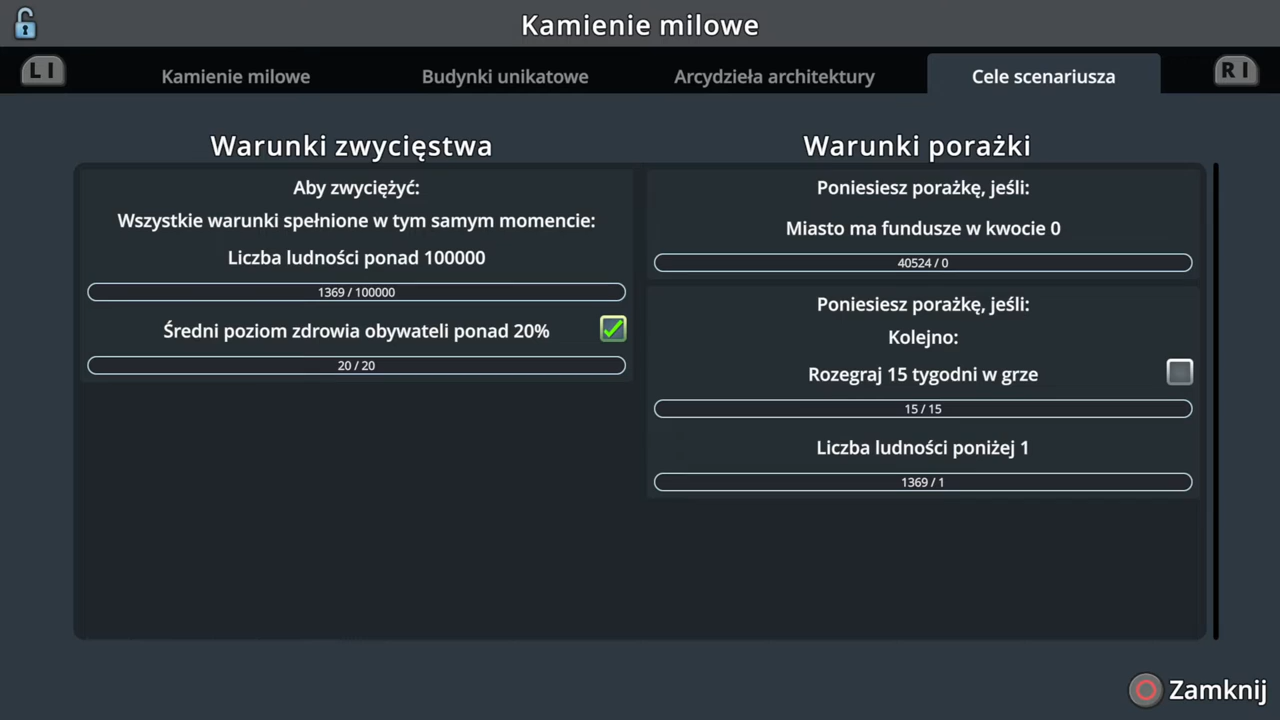 Kamienie milowe
L1
Kamienie milowe
Budynki unikatowe
Arcydzieła architektury
Cele scenariusza
R1
Warunki zwycięstwa
Aby zwyciężyć:
Wszystkie warunki spełnione w tym samym momencie:
Liczba ludności ponad 100000
1369 / 100000
Średni poziom zdrowia obywateli ponad 20%
20 / 20
Warunki porażki
Poniesiesz porażkę, jeśli:
Miasto ma fundusze w kwocie 0
40524 / 0
Poniesiesz porażkę, jeśli:
Kolejno:
Rozegraj 15 tygodni w grze
15 / 15
Liczba ludności poniżej 1
1369 / 1
Zamknij